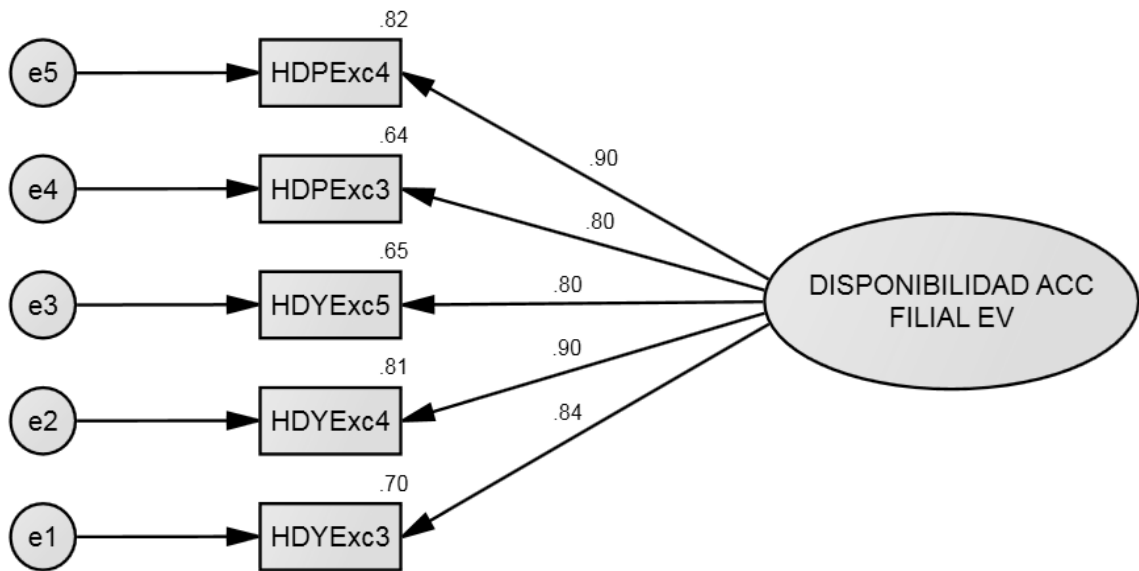 .82
e5
HDPExc4
.90
.64
e4
HDPExc3
.80
.65
e3
HDYExc5
.80
DISPONIBILIDAD ACC
FILIAL EV
.81
e2
HDYExc4
.90
.84
.70
e1
HDYExc3